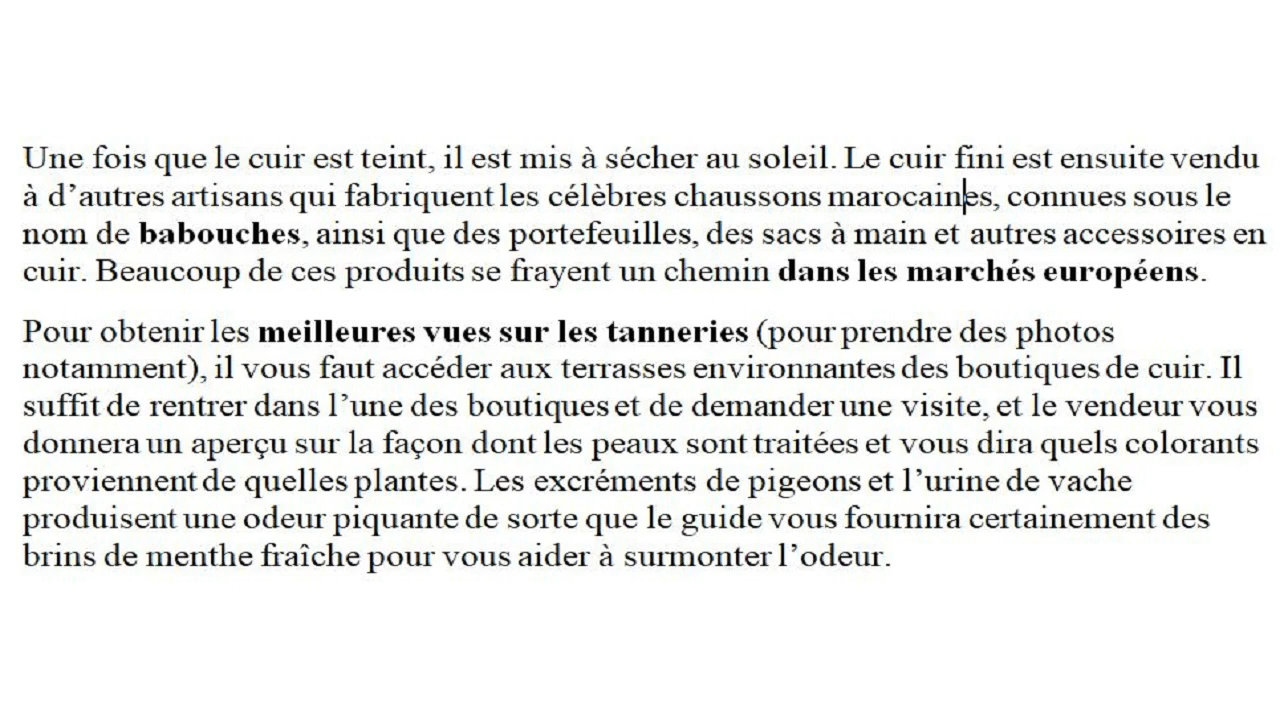 Une fois que le cuir est teint, il est mis à sécher au soleil. Le cuir fini est ensuite vendu
à d’autres artisans qui fabriquent les célèbres chaussons marocaines, connues sous le
nom de babouches, ainsi que des portefeuilles, des sacs à main et autres accessoires en
cuir. Beaucoup de ces produits se frayent un chemin dans les marchés européens.
Pour obtenir les meilleures vues sur les tanneries (pour prendre des photos
notamment), il vous faut accéder aux terrasses environnantes des boutiques de cuir. Il
suffit de rentrer dans l’une des boutiques et de demander une visite, et le vendeur vous
donnera un aperçu sur la façon dont les peaux sont traitées et vous dira quels colorants
proviennent de quelles plantes. Les excréments de pigeons et l’urine de vache
produisent une odeur piquante de sorte que le guide vous fournira certainement des
brins de menthe fraîche pour vous aider à surmonter l’odeur.